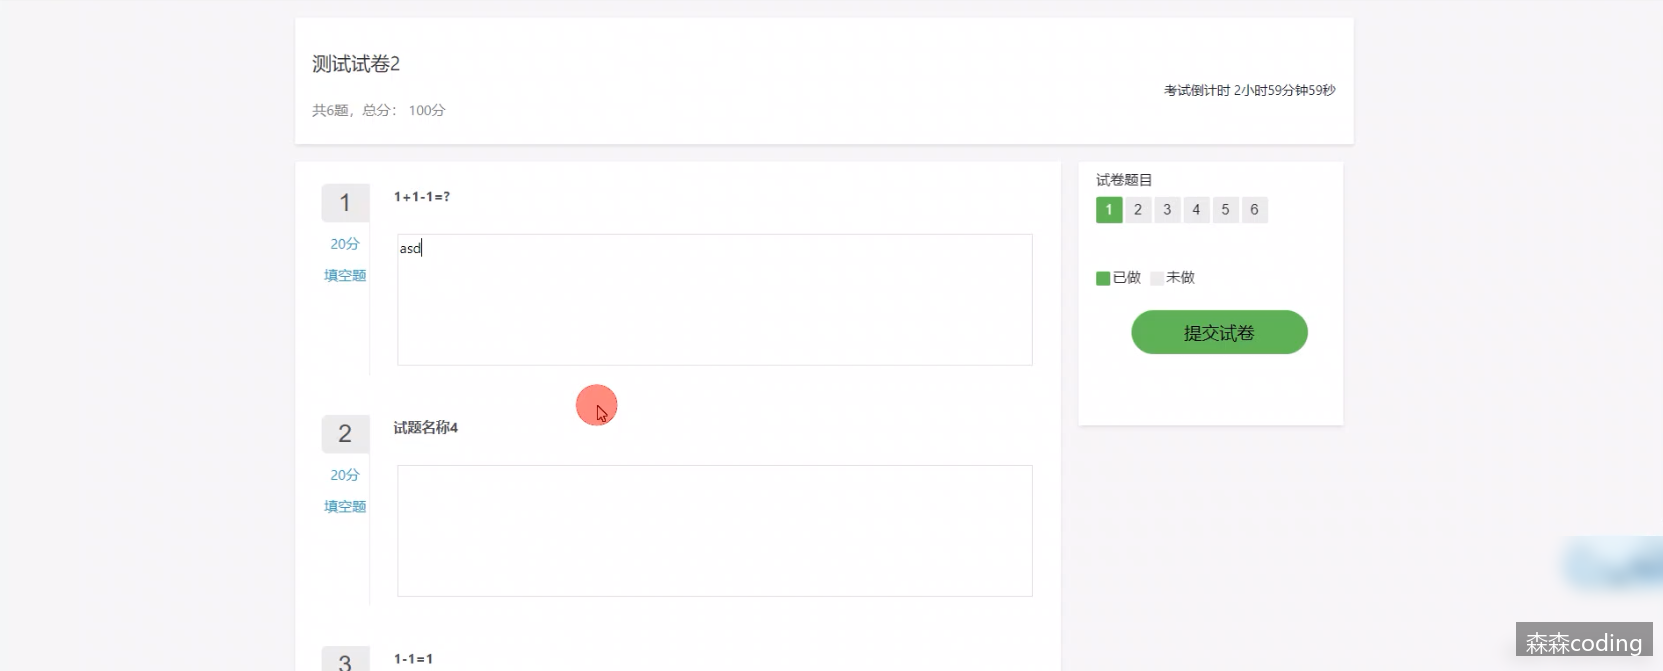 测试试卷2
共6题，总分： 100分
考试倒计时 2小时59分钟59秒
1
1+1-1=?
20分
填空题
asd
2
试题名称4
20分
填空题
3
1-1=1
试卷题目
1 2 3 4 5 6
已做 未做
提交试卷
森森coding